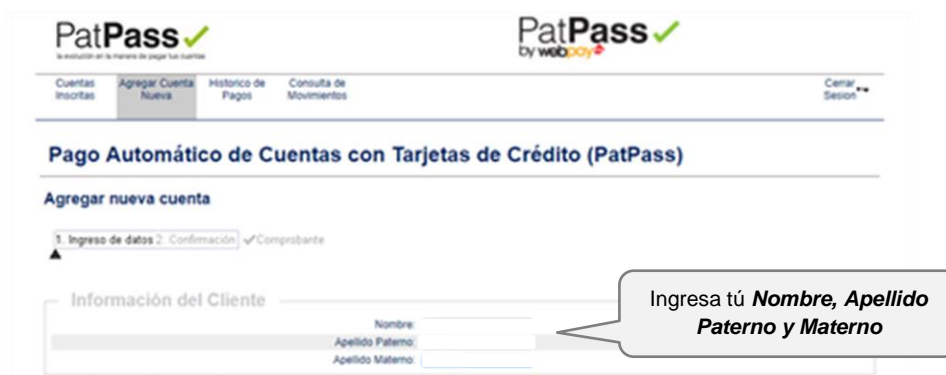 PatPass
la evolución en la manera de pagar tus cuentas
PatPass
by webpay
Cuentas Inscritas
Agregar Cuenta Nueva
Historico de Pagos
Consulta de Movimientos
Cerrar Sesion
Pago Automático de Cuentas con Tarjetas de Crédito (PatPass)
Agregar nueva cuenta
1. Ingreso de datos 2. Confirmación Comprobante
Información del Cliente
Nombre:
Apellido Paterno:
Apellido Materno:
Ingresa tú Nombre, Apellido
Paterno y Materno